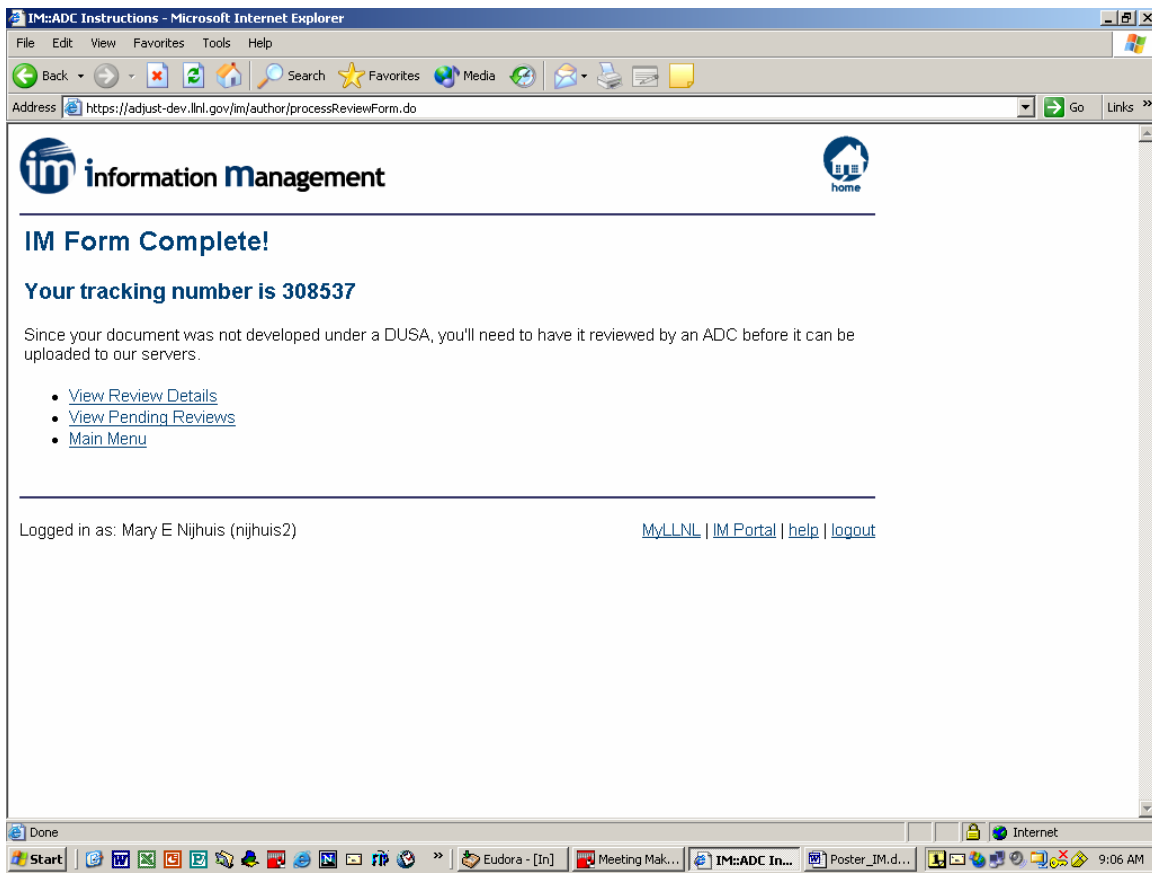 IM::ADC Instructions - Microsoft Internet Explorer
File Edit View Favorites Tools Help
Back Search Favorites Media
Address https://adjust-dev.llnl.gov/im/author/processReviewForm.do Go Links »
im information management
home
IM Form Complete!
Your tracking number is 308537
Since your document was not developed under a DUSA, you'll need to have it reviewed by an ADC before it can be
uploaded to our servers.
• View Review Details
• View Pending Reviews
• Main Menu
Logged in as: Mary E Nijhuis (nijhuis2) MyLLNL | IM Portal | help | logout
Done Internet
Start » Eudora - [In] Meeting Mak... IM::ADC In... Poster_IM.d... 9:06 AM